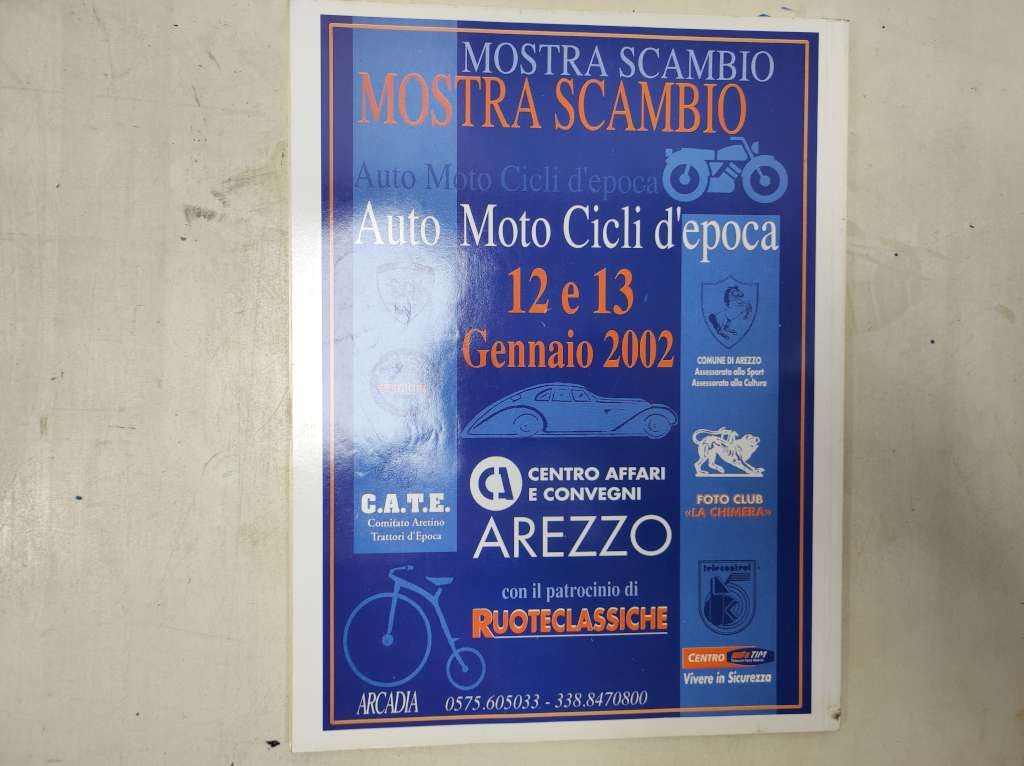 MOSTRA SCAMBIO
MOSTRA SCAMBIO
Auto Moto Cicli d'epoca
Auto Moto Cicli d'epoca
12 e 13
Gennaio 2002
COMUNE DI AREZZO
Assessorato allo Sport
Assessorato alla Cultura
CENTRO AFFARI
E CONVEGNI
AREZZO
C.A.T.E.
Comitato Aretino
Trattori d'Epoca
FOTO CLUB
«LA CHIMERA»
con il patrocinio di
RUOTECLASSICHE
telecontrol
CENTRO TIM
Vivere in Sicurezza
ARCADIA 0575.605033 - 338.8470800